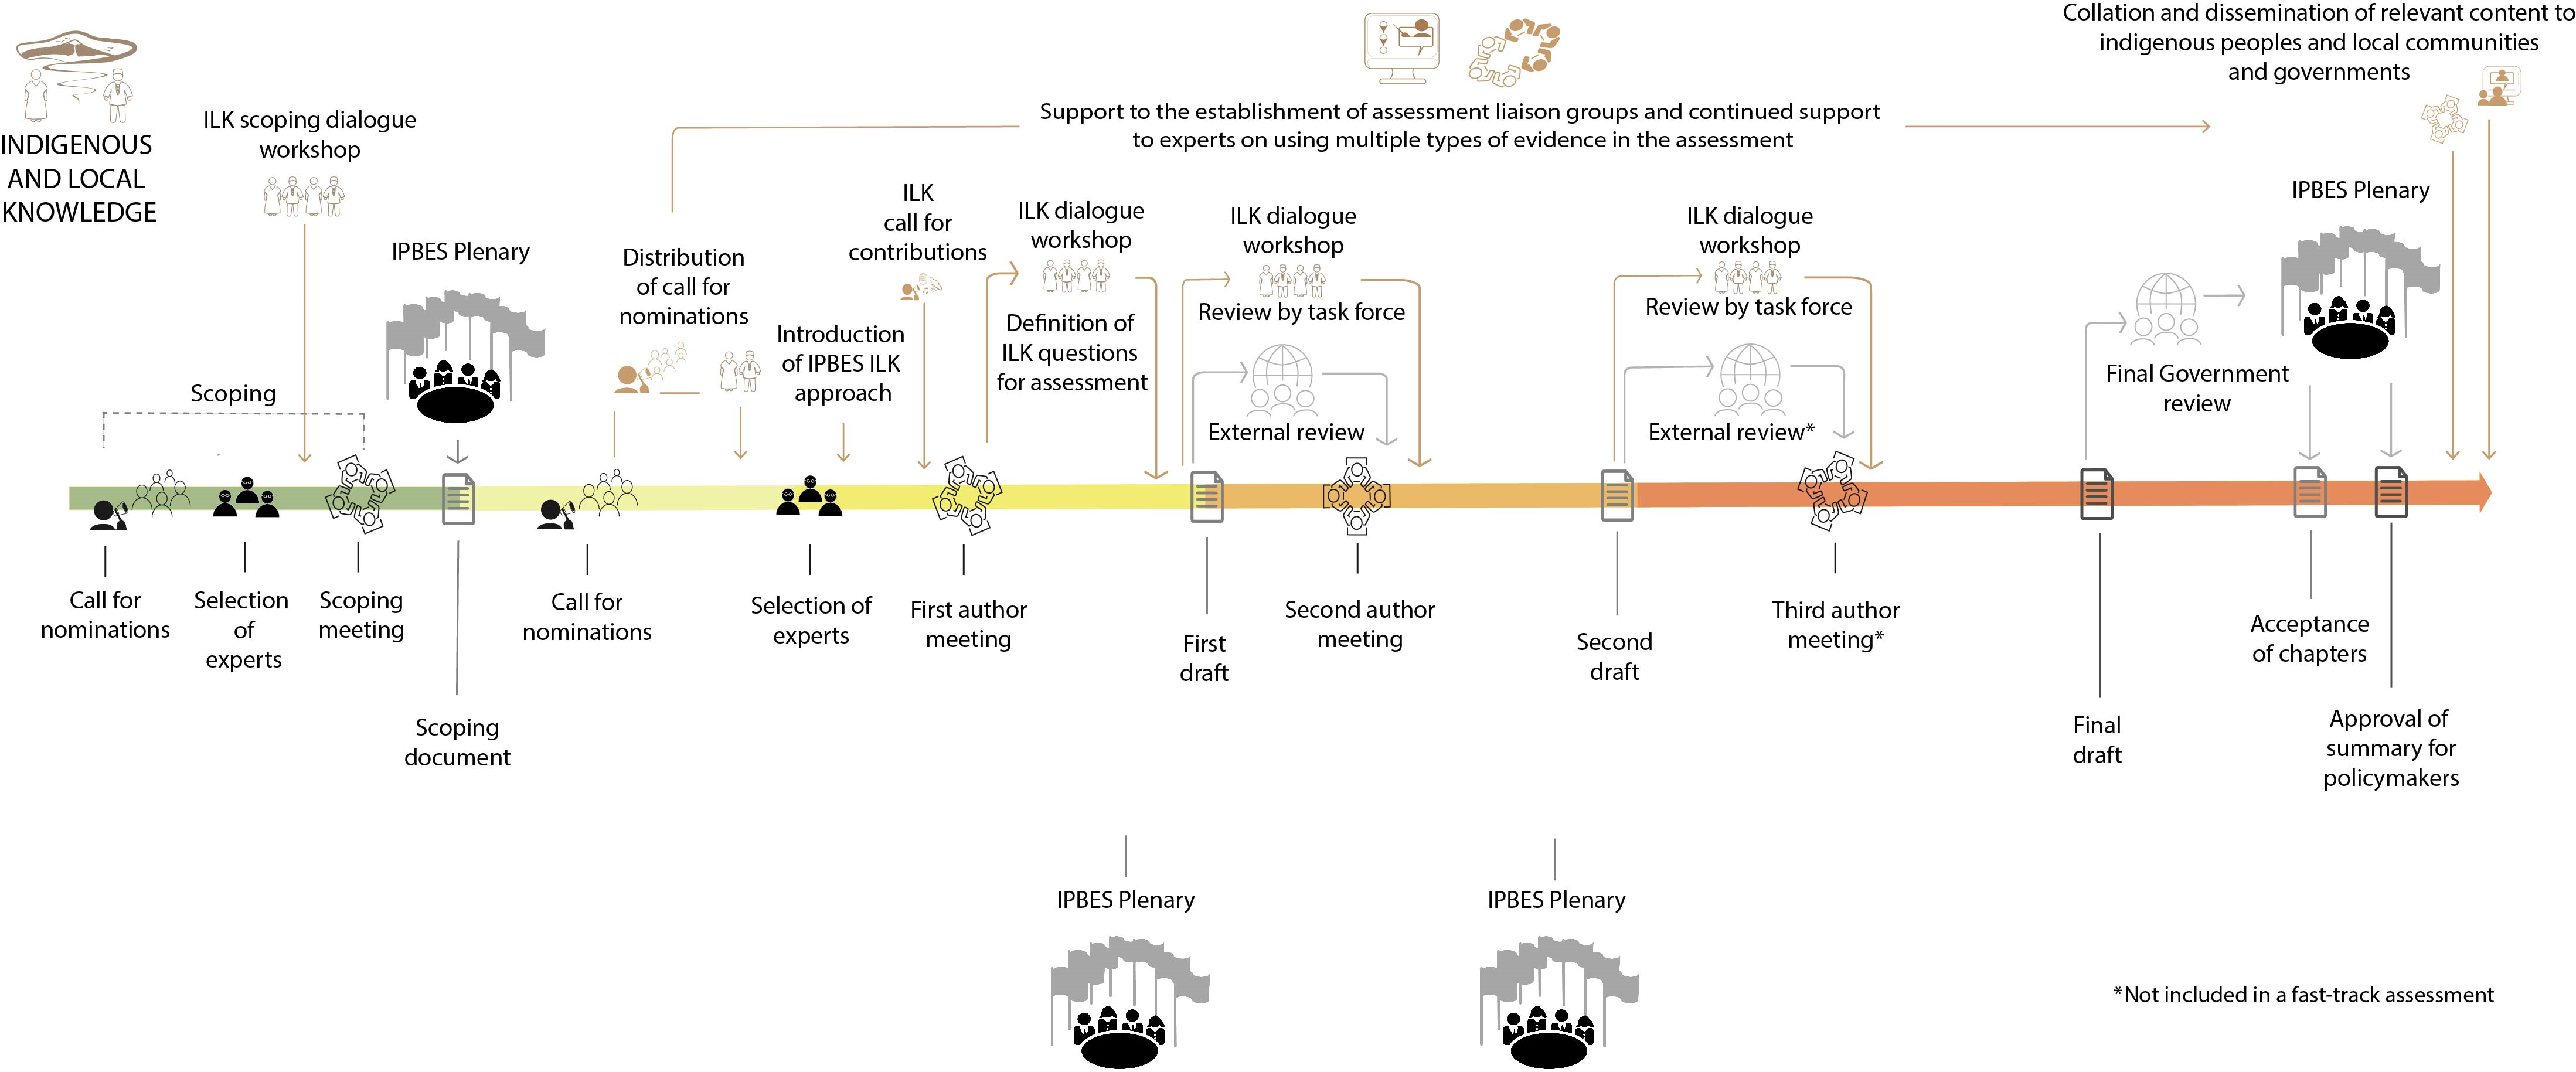 INDIGENOUS
AND LOCAL
KNOWLEDGE
ILK scoping dialogue
workshop
Scoping
IPBES Plenary
Distribution
of call for
nominations
Introduction
of IPBES ILK
approach
ILK
call for
contributions
Support to the establishment of assessment liaison groups and continued support
to experts on using multiple types of evidence in the assessment
ILK dialogue
workshop
Definition of
ILK questions
for assessment
ILK dialogue
workshop
Review by task force
External review
ILK dialogue
workshop
Review by task force
External review*
Collation and dissemination of relevant content to
indigenous peoples and local communities
and governments
IPBES Plenary
Final Government
review
Call for
nominations
Selection
of
experts
Scoping
meeting
Scoping
document
Call for
nominations
Selection of
experts
First author
meeting
First
draft
Second author
meeting
Second
draft
Third author
meeting*
Final
draft
Acceptance
of chapters
Approval of
summary for
policymakers
IPBES Plenary
IPBES Plenary
*Not included in a fast-track assessment